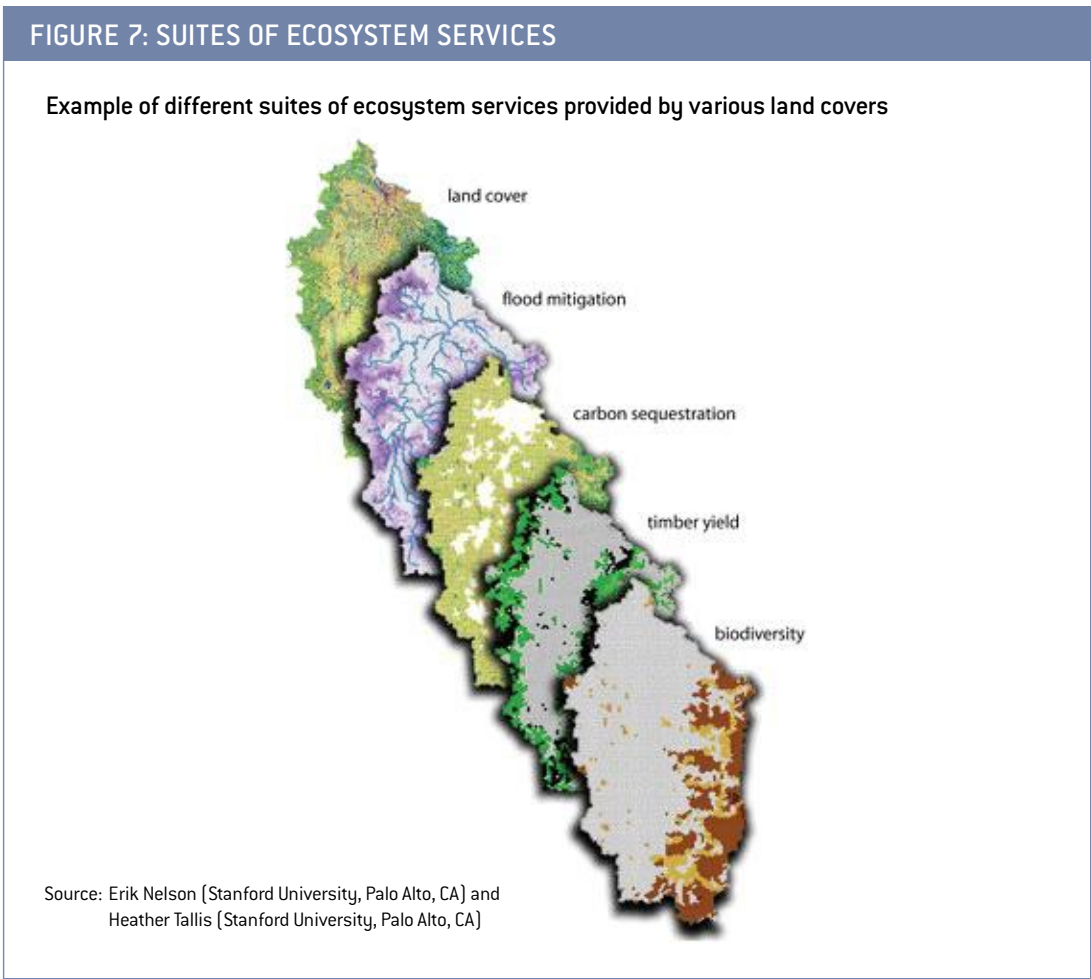 FIGURE 7: SUITES OF ECOSYSTEM SERVICES
Example of different suites of ecosystem services provided by various land covers
land cover
flood mitigation
carbon sequestration
timber yield
biodiversity
Source: Erik Nelson (Stanford University, Palo Alto, CA) and
Heather Tallis (Stanford University, Palo Alto, CA)